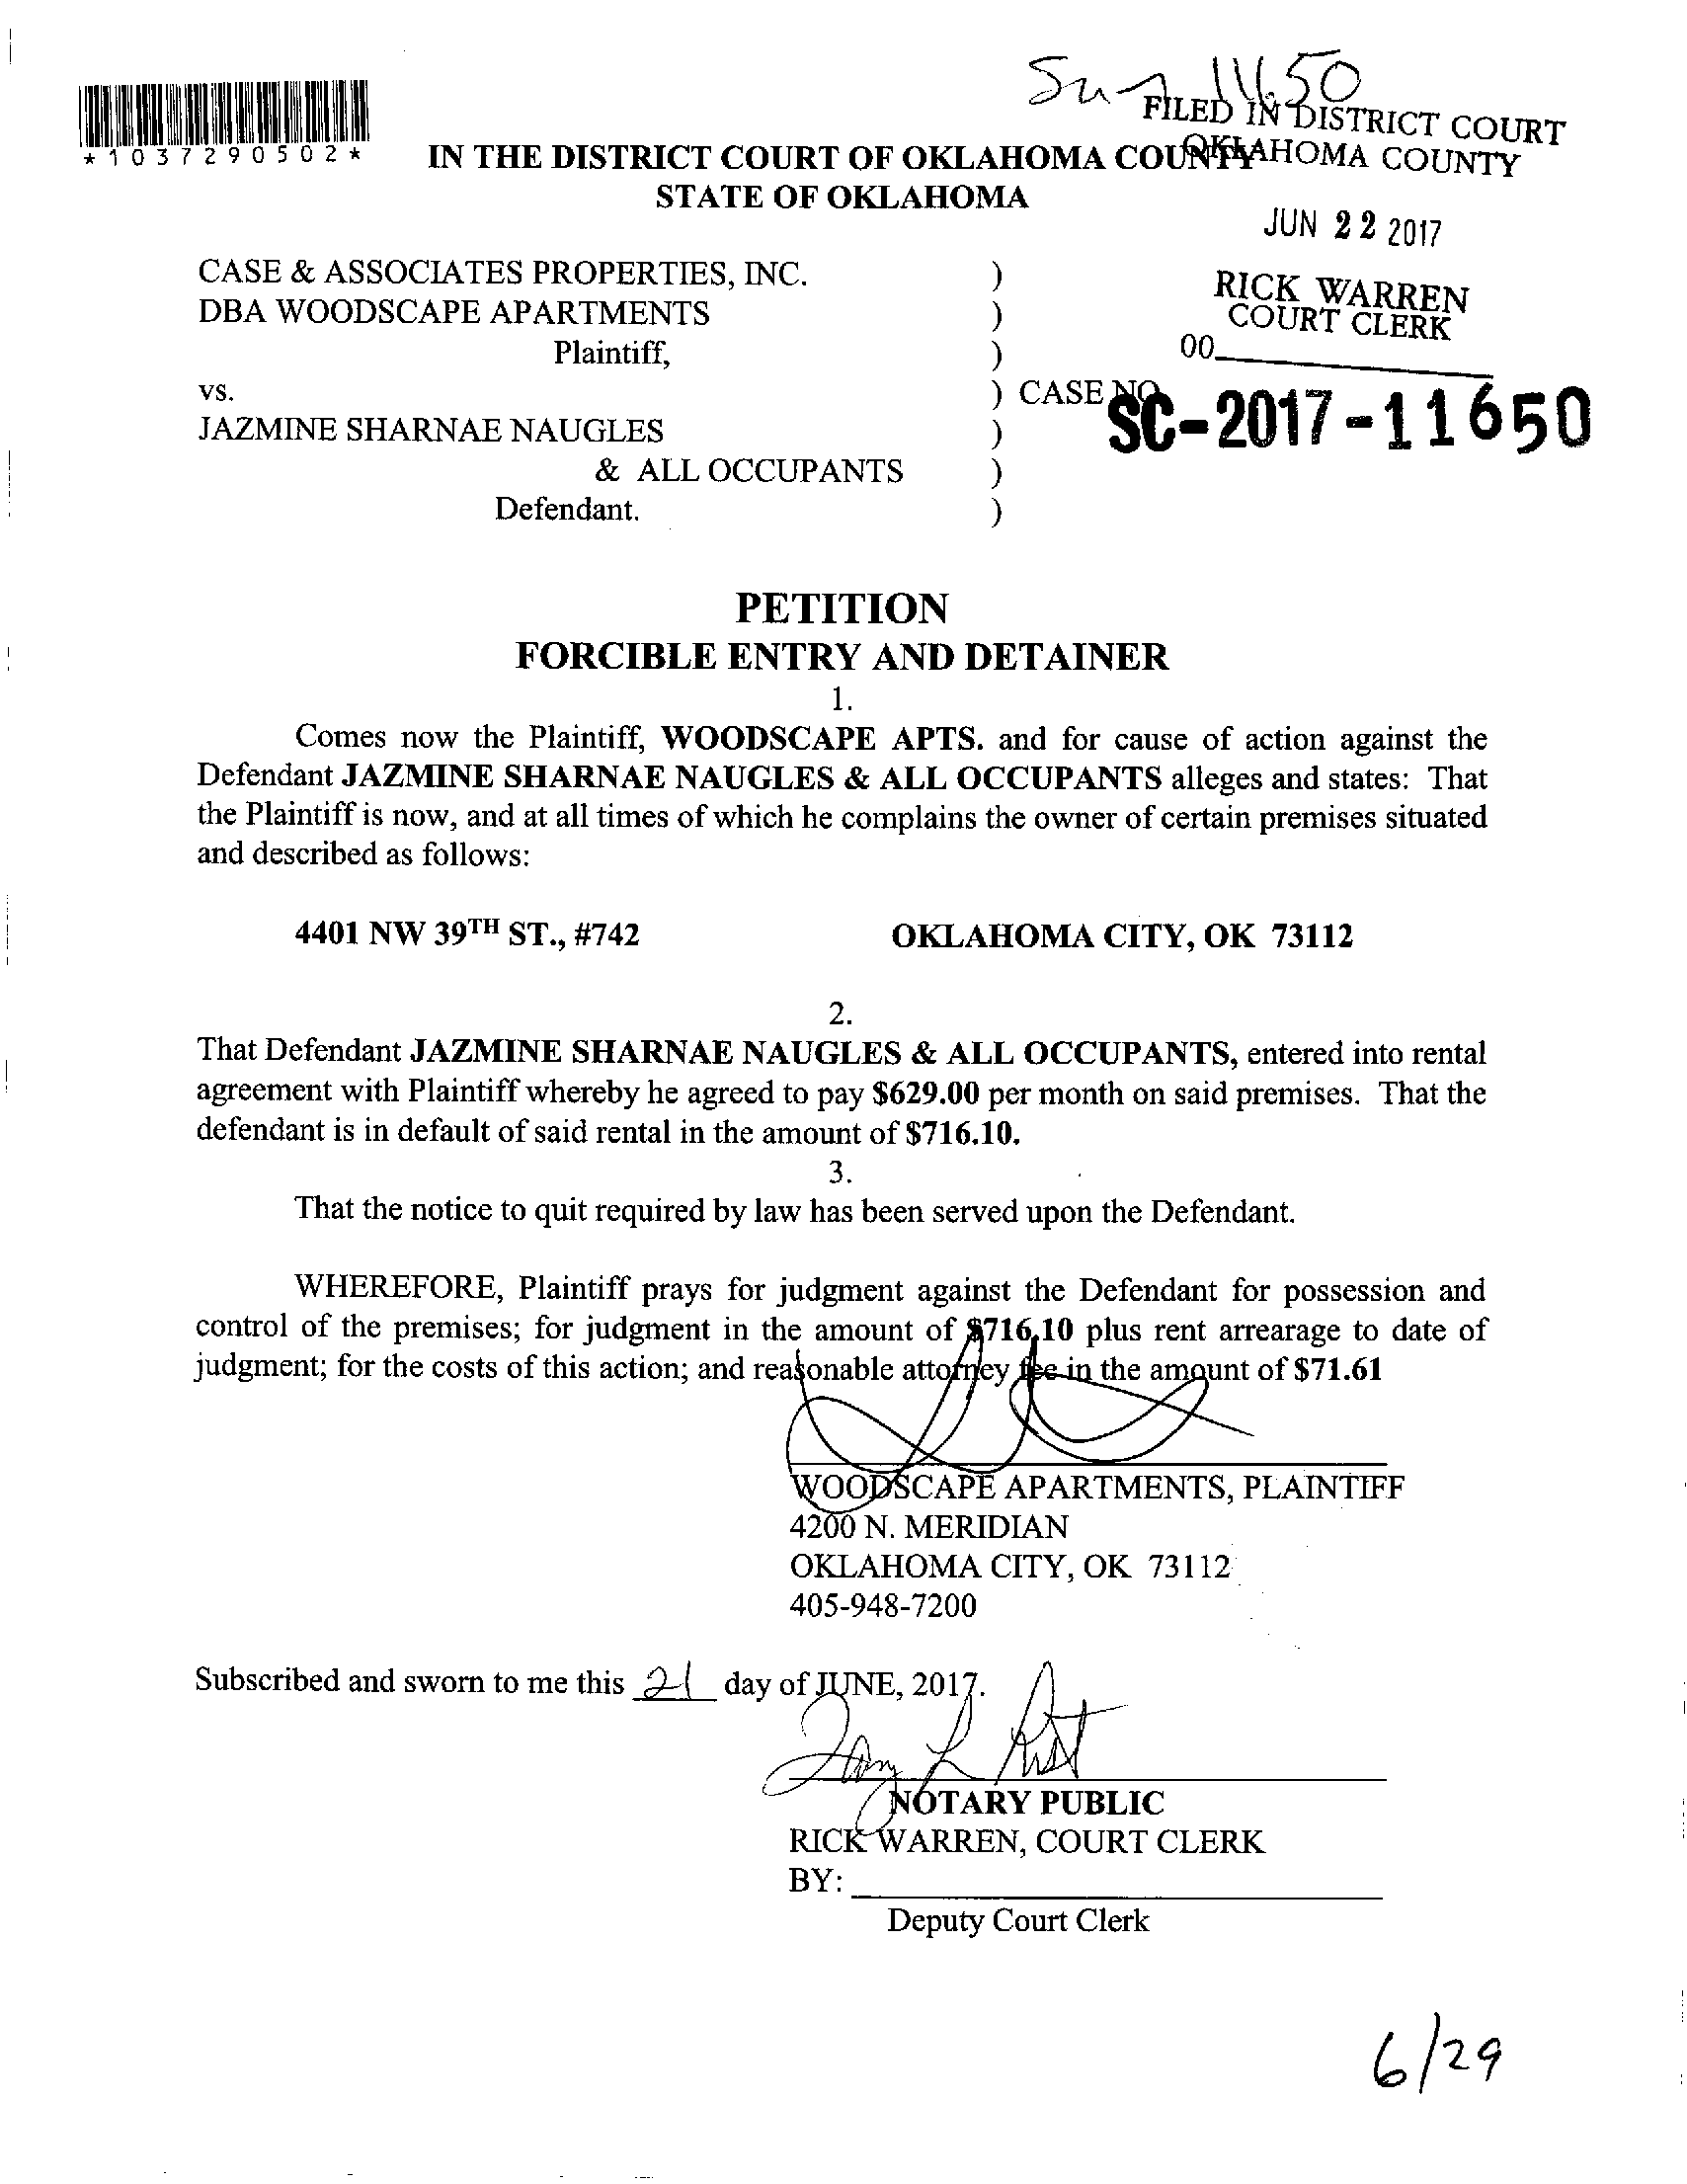 FILED IN DISTRICT COURT
OKLAHOMA COUNTY
*1037290502*
IN THE DISTRICT COURT OF OKLAHOMA COUNTY
STATE OF OKLAHOMA
JUN 22 2017
CASE & ASSOCIATES PROPERTIES, INC. )
RICK WARREN
COURT CLERK
DBA WOODSCAPE APARTMENTS )
Plaintiff, )
00
vs. ) CASE NO.
SC-2017-11650
JAZMINE SHARNAE NAUGLES )
& ALL OCCUPANTS )
Defendant. )
PETITION
FORCIBLE ENTRY AND DETAINER
1.
Comes now the Plaintiff, WOODSCAPE APTS. and for cause of action against the
Defendant JAZMINE SHARNAE NAUGLES & ALL OCCUPANTS alleges and states: That
the Plaintiff is now, and at all times of which he complains the owner of certain premises situated
and described as follows:
4401 NW 39TH ST., #742 OKLAHOMA CITY, OK 73112
2.
That Defendant JAZMINE SHARNAE NAUGLES & ALL OCCUPANTS, entered into rental
agreement with Plaintiff whereby he agreed to pay $629.00 per month on said premises. That the
defendant is in default of said rental in the amount of $716.10.
3.
That the notice to quit required by law has been served upon the Defendant.
WHEREFORE, Plaintiff prays for judgment against the Defendant for possession and
control of the premises; for judgment in the amount of $716.10 plus rent arrearage to date of
judgment; for the costs of this action; and reasonable attorney fee in the amount of $71.61
WOODSCAPE APARTMENTS, PLAINTIFF
4200 N. MERIDIAN
OKLAHOMA CITY, OK 73112
405-948-7200
Subscribed and sworn to me this 21 day of JUNE, 2017.
NOTARY PUBLIC
RICK WARREN, COURT CLERK
BY:
Deputy Court Clerk
6/29